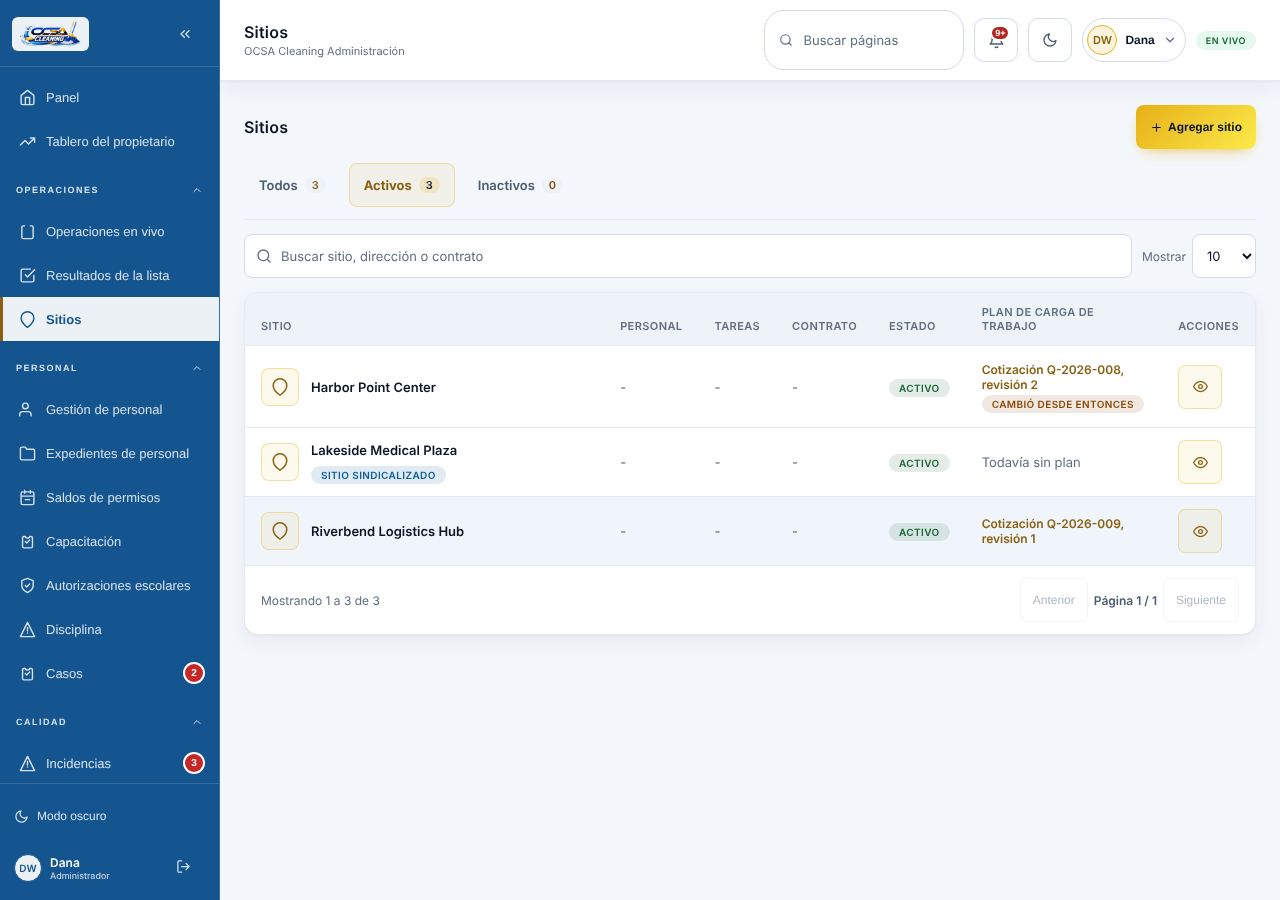 OCSA
CLEANING
Panel
Tablero del propietario
OPERACIONES
Operaciones en vivo
Resultados de la lista
Sitios
PERSONAL
Gestión de personal
Expedientes de personal
Saldos de permisos
Capacitación
Autorizaciones escolares
Disciplina
Casos 2
CALIDAD
Incidencias 3
Modo oscuro
DW Dana
Administrador
Sitios
OCSA Cleaning Administración
Buscar páginas
9+
DW Dana
EN VIVO
Sitios
+ Agregar sitio
Todos 3 Activos 3 Inactivos 0
Buscar sitio, dirección o contrato
Mostrar 10
SITIO PERSONAL TAREAS CONTRATO ESTADO PLAN DE CARGA DE TRABAJO ACCIONES
Harbor Point Center - - - ACTIVO Cotización Q-2026-008, revisión 2
CAMBIÓ DESDE ENTONCES
Lakeside Medical Plaza - - - ACTIVO Todavía sin plan
SITIO SINDICALIZADO
Riverbend Logistics Hub - - - ACTIVO Cotización Q-2026-009, revisión 1
Mostrando 1 a 3 de 3
Anterior Página 1 / 1 Siguiente